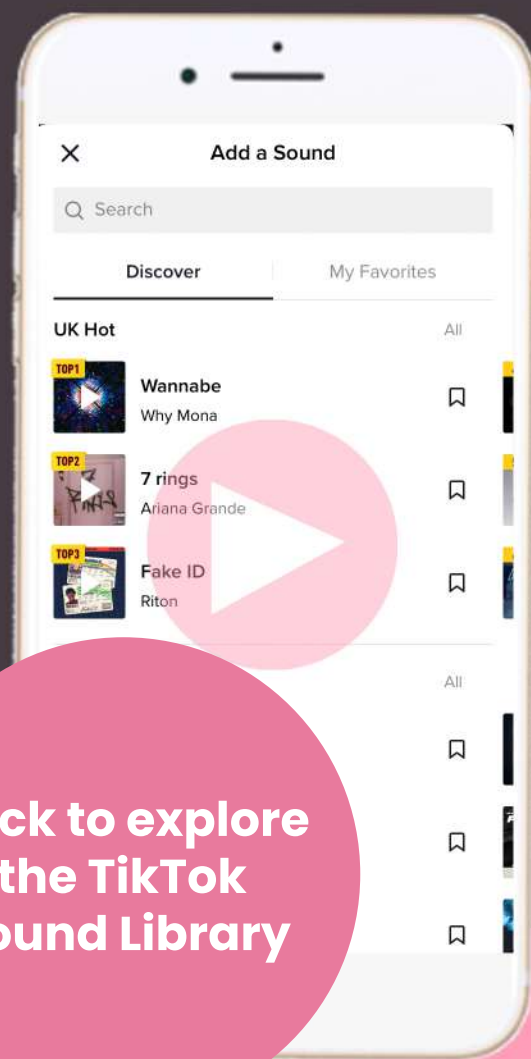 Add a Sound
Search
Discover
My Favorites
UK Hot
All
TOP1
Wannabe
Why Mona
TOP2
7 rings
Ariana Grande
TOP3
Fake ID
Riton
All
ck to explore
the TikTok
ound Library